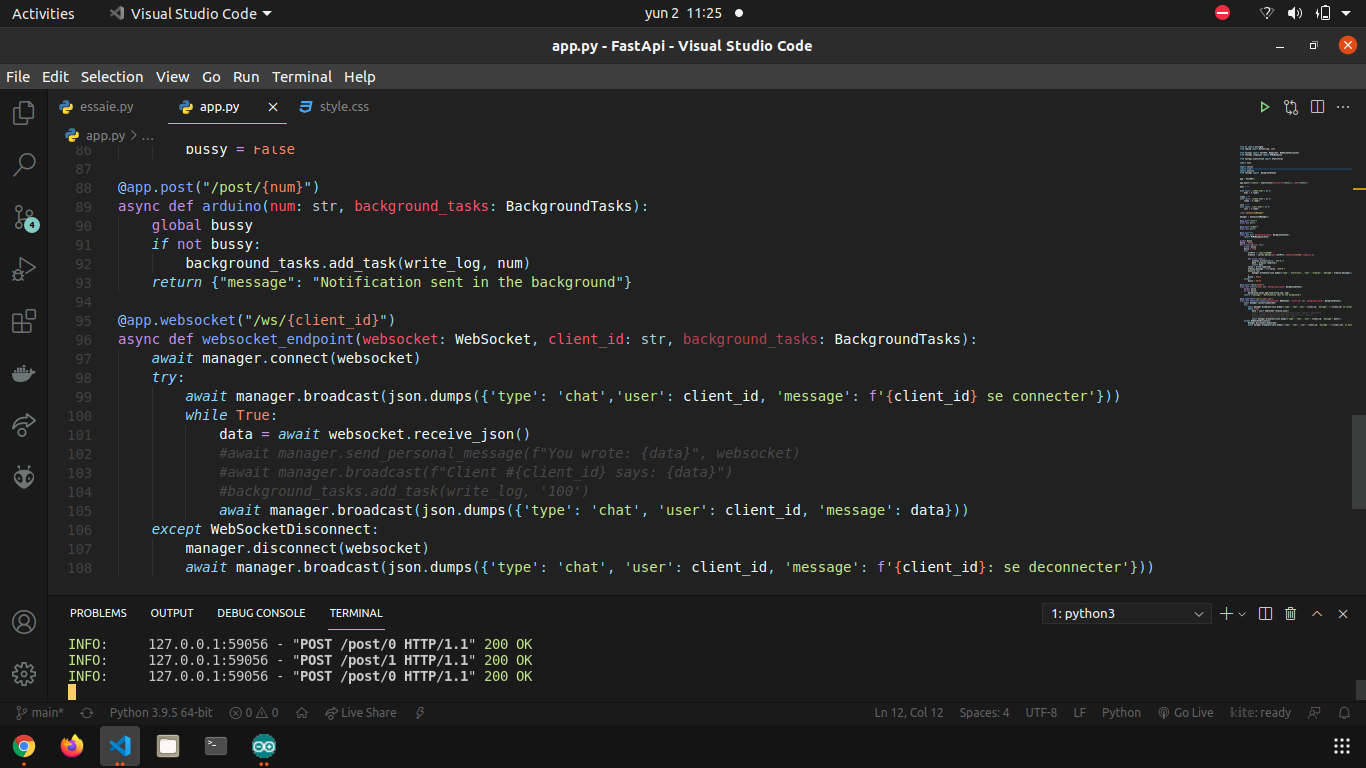 Activities Visual Studio Code yun 2 11:25
app.py - FastApi - Visual Studio Code
File Edit Selection View Go Run Terminal Help
essaie.py app.py style.css
app.py > ...
86 bussy = False
87
88 @app.post("/post/{num}")
89 async def arduino(num: str, background_tasks: BackgroundTasks):
90 global bussy
91 if not bussy:
92 background_tasks.add_task(write_log, num)
93 return {"message": "Notification sent in the background"}
94
95 @app.websocket("/ws/{client_id}")
96 async def websocket_endpoint(websocket: WebSocket, client_id: str, background_tasks: BackgroundTasks):
97 await manager.connect(websocket)
98 try:
99 await manager.broadcast(json.dumps({'type': 'chat','user': client_id, 'message': f'{client_id} se connecter'}))
100 while True:
101 data = await websocket.receive_json()
102 #await manager.send_personal_message(f"You wrote: {data}", websocket)
103 #await manager.broadcast(f"Client #{client_id} says: {data}")
104 #background_tasks.add_task(write_log, '100')
105 await manager.broadcast(json.dumps({'type': 'chat', 'user': client_id, 'message': data}))
106 except WebSocketDisconnect:
107 manager.disconnect(websocket)
108 await manager.broadcast(json.dumps({'type': 'chat', 'user': client_id, 'message': f'{client_id}: se deconnecter'}))
4
PROBLEMS OUTPUT DEBUG CONSOLE TERMINAL 1: python3
INFO: 127.0.0.1:59056 - "POST /post/0 HTTP/1.1" 200 OK
INFO: 127.0.0.1:59056 - "POST /post/1 HTTP/1.1" 200 OK
INFO: 127.0.0.1:59056 - "POST /post/0 HTTP/1.1" 200 OK
main* Python 3.9.5 64-bit 0 0 Live Share Ln 12, Col 12 Spaces: 4 UTF-8 LF Python Go Live kite: ready